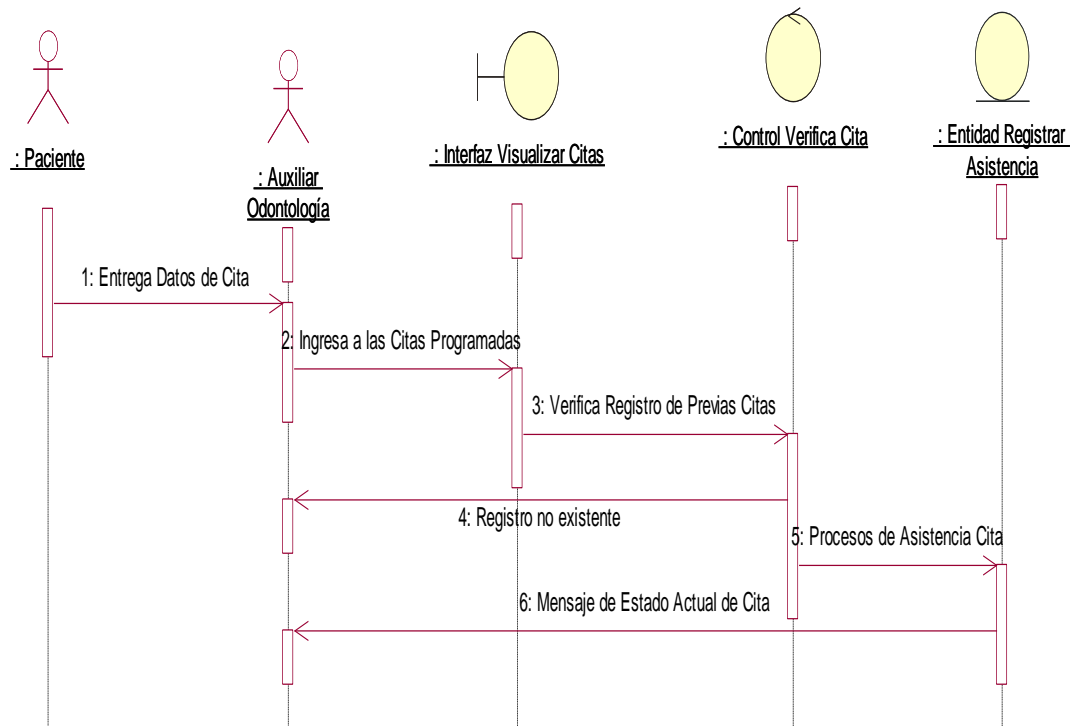 : Paciente
: Auxiliar
Odontología
: Interfaz Visualizar Citas
: Control Verifica Cita
: Entidad Registrar
Asistencia
1: Entrega Datos de Cita
2: Ingresa a las Citas Programadas
3: Verifica Registro de Previas Citas
4: Registro no existente
5: Procesos de Asistencia Cita
6: Mensaje de Estado Actual de Cita